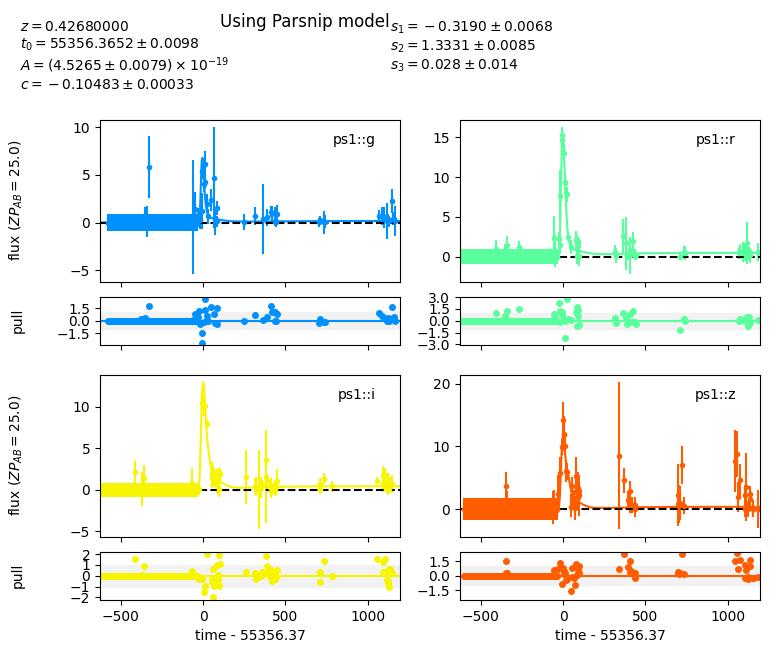 Using Parsnip model
z = 0.42680000
t₀ = 55356.3652 ± 0.0098
A = (4.5265 ± 0.0079) × 10⁻¹⁹
c = −0.10483 ± 0.00033
s₁ = −0.3190 ± 0.0068
s₂ = 1.3331 ± 0.0085
s₃ = 0.028 ± 0.014
flux (ZP_AB = 25.0)
10
5
0
−5
ps1::g
15
10
5
0
ps1::r
pull
1.5
0.0
−1.5
3.0
1.5
0.0
−1.5
−3.0
flux (ZP_AB = 25.0)
10
5
0
−5
ps1::i
20
10
0
ps1::z
pull
2
1
0
−1
−2
1.5
0.0
−1.5
−500 0 500 1000
−500 0 500 1000
time - 55356.37
time - 55356.37